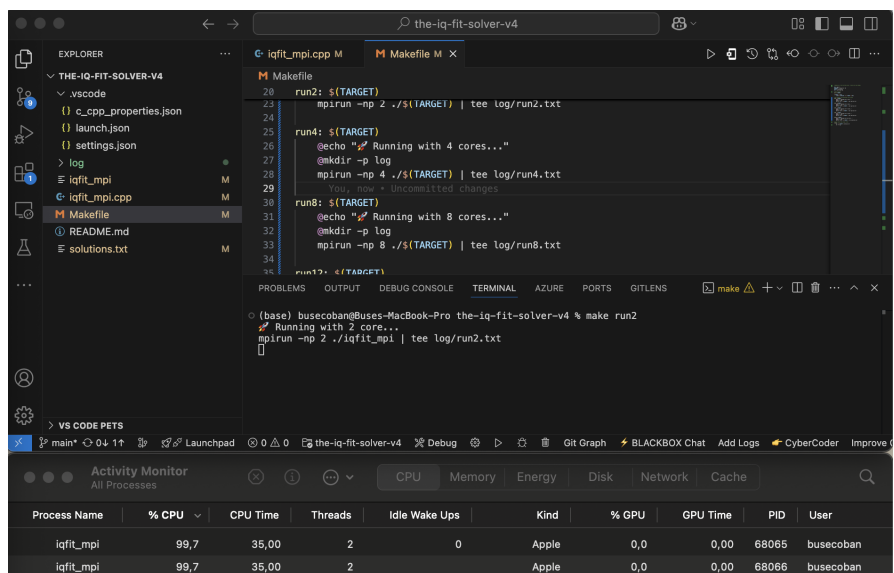 the-iq-fit-solver-v4
EXPLORER
THE-IQ-FIT-SOLVER-V4
.vscode
{} c_cpp_properties.json
{} launch.json
{} settings.json
log
iqfit_mpi M
iqfit_mpi.cpp M
Makefile M
README.md
solutions.txt M
VS CODE PETS
9
1
iqfit_mpi.cpp M
Makefile M
Makefile
20 run2: $(TARGET)
23 mpirun -np 2 ./$(TARGET) | tee log/run2.txt
24
25 run4: $(TARGET)
26 @echo "🚀 Running with 4 cores..."
27 @mkdir -p log
28 mpirun -np 4 ./$(TARGET) | tee log/run4.txt
29 You, now • Uncommitted changes
30 run8: $(TARGET)
31 @echo "🚀 Running with 8 cores..."
32 @mkdir -p log
33 mpirun -np 8 ./$(TARGET) | tee log/run8.txt
34
35 run12: $(TARGET)
PROBLEMS OUTPUT DEBUG CONSOLE TERMINAL AZURE PORTS GITLENS make
(base) busecoban@Buses-MacBook-Pro the-iq-fit-solver-v4 % make run2
🚀 Running with 2 core...
mpirun -np 2 ./iqfit_mpi | tee log/run2.txt
main* 0↓ 1↑ Launchpad 0 0 the-iq-fit-solver-v4 Debug Git Graph BLACKBOX Chat Add Logs CyberCoder Improve
Activity Monitor
All Processes
CPU Memory Energy Disk Network Cache
Process Name % CPU CPU Time Threads Idle Wake Ups Kind % GPU GPU Time PID User
iqfit_mpi 99,7 35,00 2 0 Apple 0,0 0,00 68065 busecoban
iqfit_mpi 99,7 35,00 2 Apple 0,0 0,00 68066 busecoban